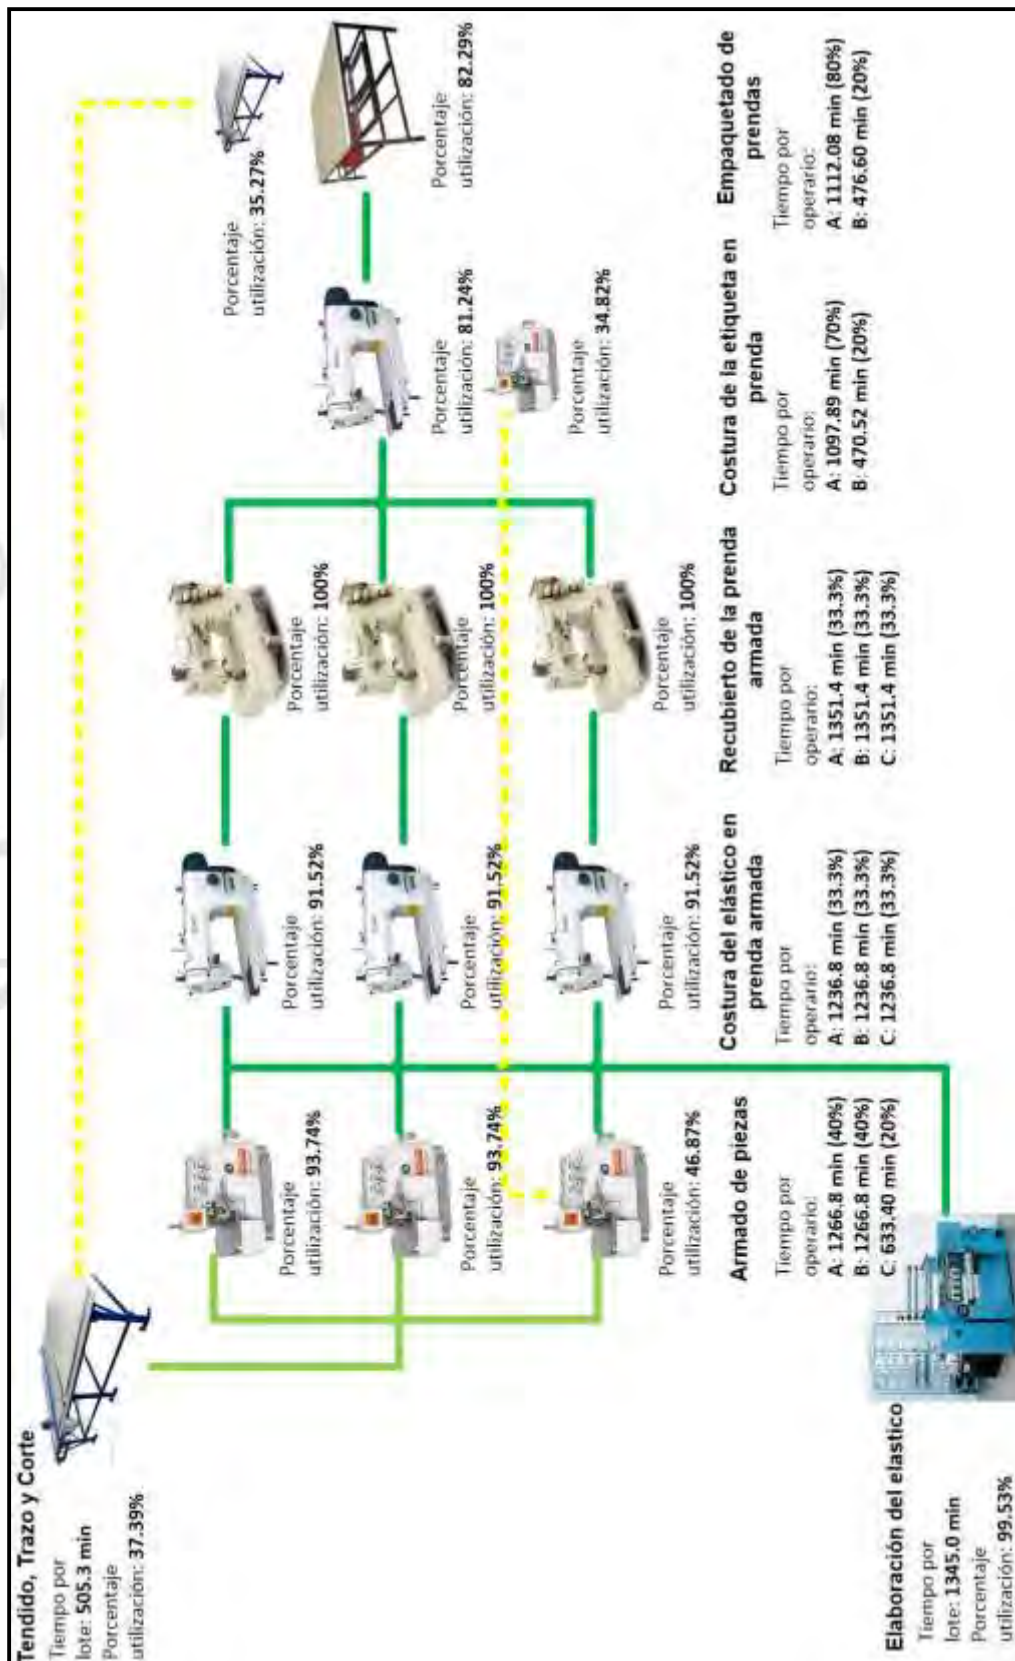 Tendido, Trazo y Corte
Tiempo por
lote: 505.3 min
Porcentaje
utilización: 37.39%
Porcentaje
utilización: 35.27%
Porcentaje
utilización: 93.74%
Porcentaje
utilización: 91.52%
Porcentaje
utilización: 100%
Porcentaje
utilización: 93.74%
Porcentaje
utilización: 91.52%
Porcentaje
utilización: 100%
Porcentaje
utilización: 81.24%
Porcentaje
utilización: 82.29%
Porcentaje
utilización: 46.87%
Porcentaje
utilización: 91.52%
Porcentaje
utilización: 100%
Porcentaje
utilización: 34.82%
Armado de piezas
Tiempo por
operario:
A: 1266.8 min (40%)
B: 1266.8 min (40%)
C: 633.40 min (20%)
Costura del elástico en
prenda armada
Tiempo por
operario:
A: 1236.8 min (33.3%)
B: 1236.8 min (33.3%)
C: 1236.8 min (33.3%)
Recubierto de la prenda
armada
Tiempo por
operario:
A: 1351.4 min (33.3%)
B: 1351.4 min (33.3%)
C: 1351.4 min (33.3%)
Costura de la etiqueta en
prenda
Tiempo por
operario:
A: 1097.89 min (70%)
B: 470.52 min (20%)
Empaquetado de
prendas
Tiempo por
operario:
A: 1112.08 min (80%)
B: 476.60 min (20%)
Elaboración del elastico
Tiempo por
lote: 1345.0 min
Porcentaje
utilización: 99.53%